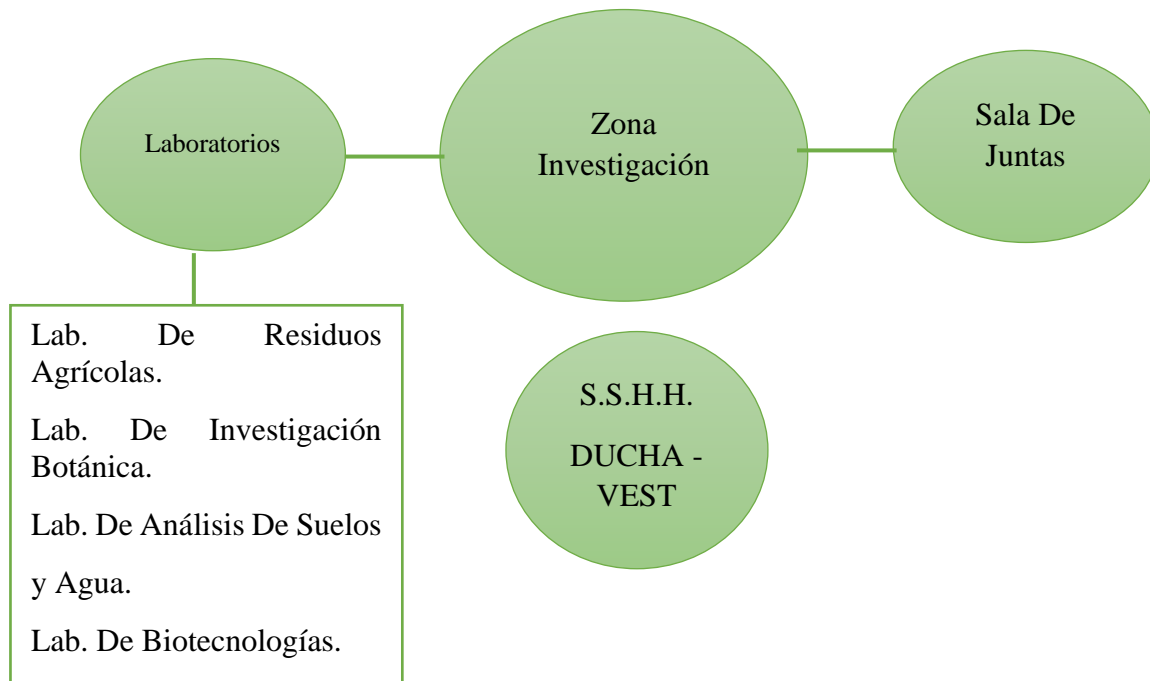 Laboratorios
Zona
Investigación
Sala De
Juntas
Lab. De Residuos
Agrícolas.
Lab. De Investigación
Botánica.
Lab. De Análisis De Suelos
y Agua.
Lab. De Biotecnologías.
S.S.H.H.
DUCHA -
VEST